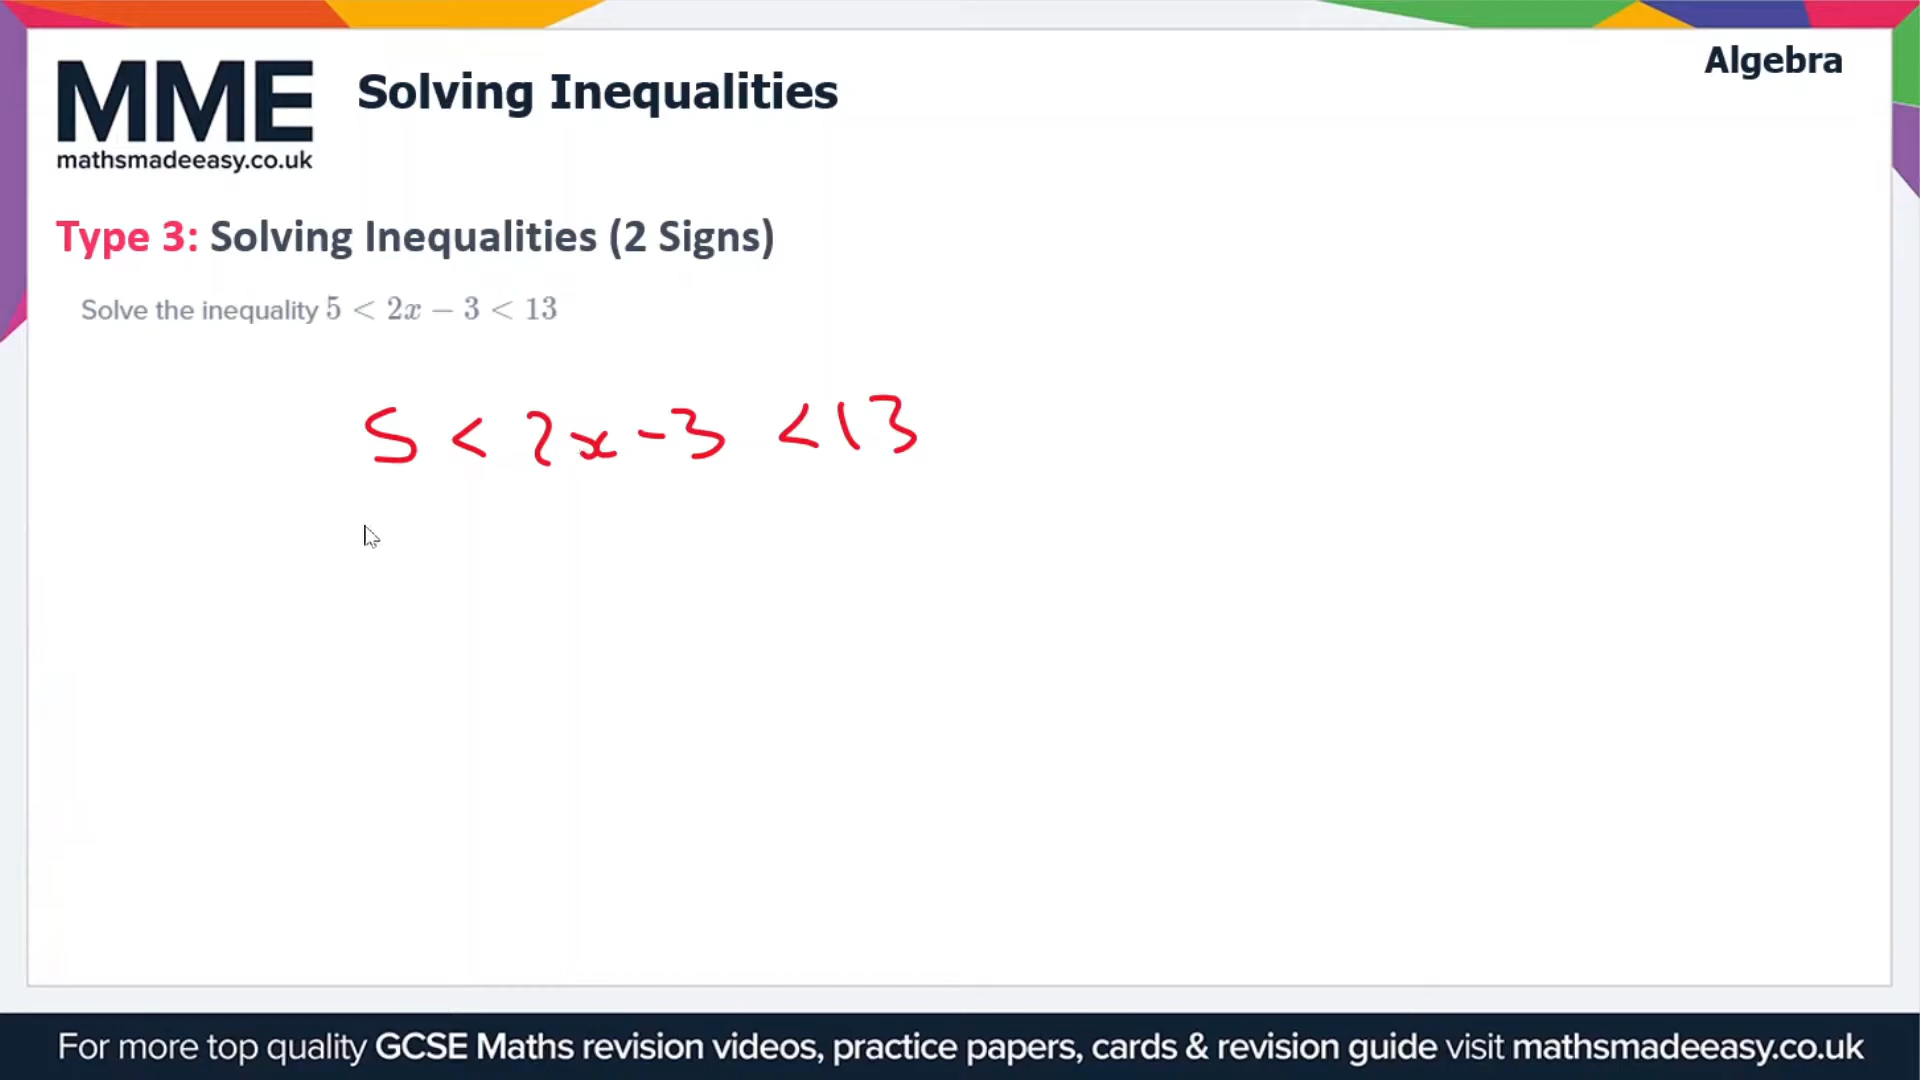 MME
mathsmadeeasy.co.uk
Solving Inequalities
Algebra
Type 3: Solving Inequalities (2 Signs)
Solve the inequality 5 < 2x − 3 < 13
5 < 2x - 3 < 13
For more top quality GCSE Maths revision videos, practice papers, cards & revision guide visit mathsmadeeasy.co.uk